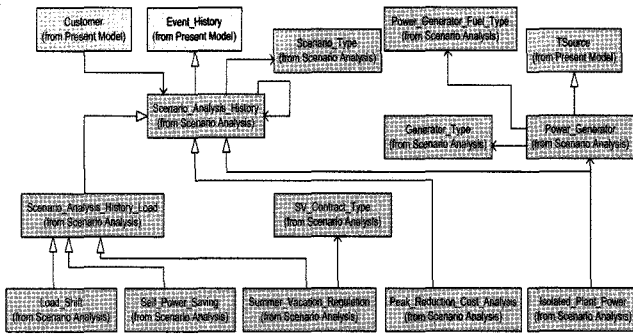 Customer
(from Present Model)
Event_History
(from Present Model)
Scenario_Type
(from Scenario Analysis)
Power_Generator_Fuel_Type
(from Scenario Analysis)
TSource
(from Present Model)
Scenario_Analysis_History
(from Scenario Analysis)
Generator_Type
(from Scenario Analysis)
Power_Generator
(from Scenario Analysis)
Scenario_Analysis_History_Load
(from Scenario Analysis)
SV_Contract_Type
(from Scenario Analysis)
Load_Shift
(from Scenario Analysis)
Self_Power_Saving
(from Scenario Analysis)
Summer_Vacation_Regulation
(from Scenario Analysis)
Peak_Reduction_Cost_Analysis
(from Scenario Analysis)
Isolated_Plant_Power
(from Scenario Analysis)